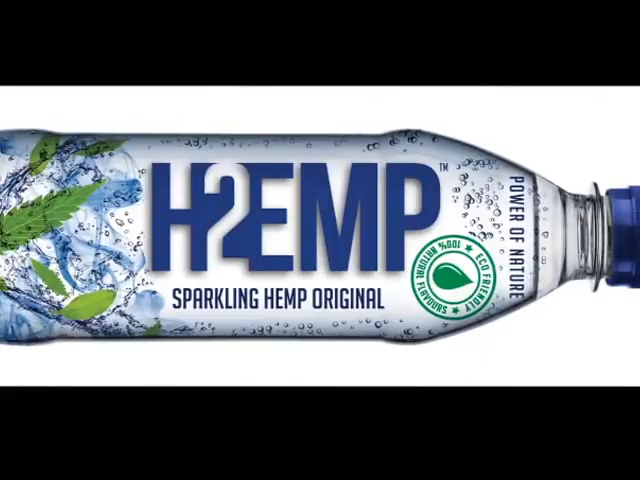 H2EMP™
SPARKLING HEMP ORIGINAL
100% NATURAL FLAVOURS ★ ECO FRIENDLY ★
POWER OF NATURE